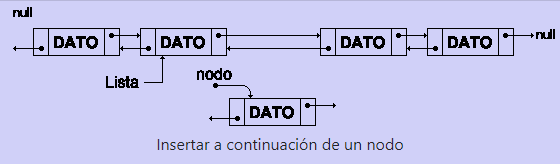 null
DATO DATO DATO DATO null
Lista
nodo
DATO
Insertar a continuación de un nodo